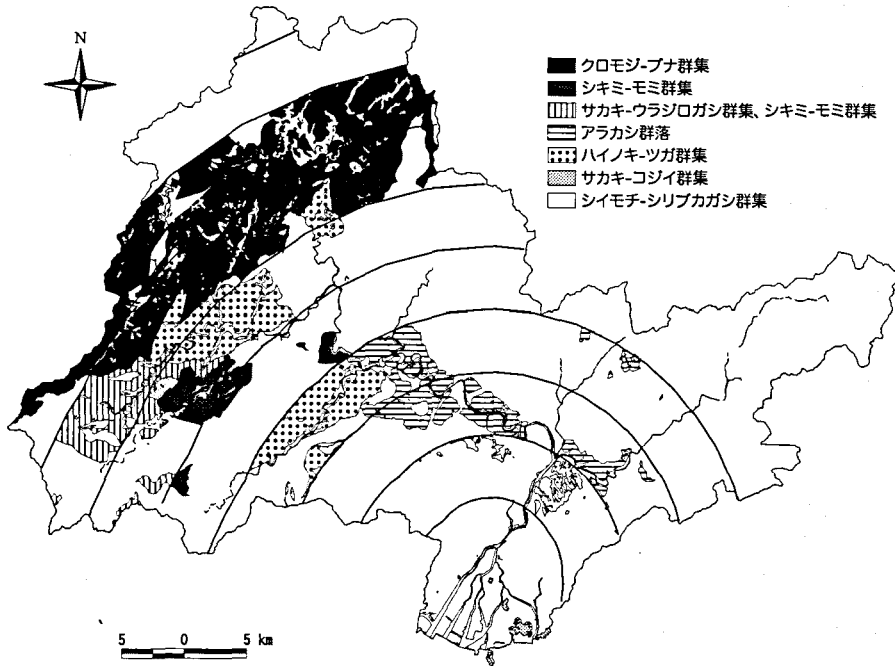 N
クロモジ-ブナ群集
シキミ-モミ群集
サカキ-ウラジロガシ群集、シキミ-モミ群集
アラカシ群落
ハイノキ-ツガ群集
サカキ-コジイ群集
シイモチ-シリブカガシ群集
5 0 5 km